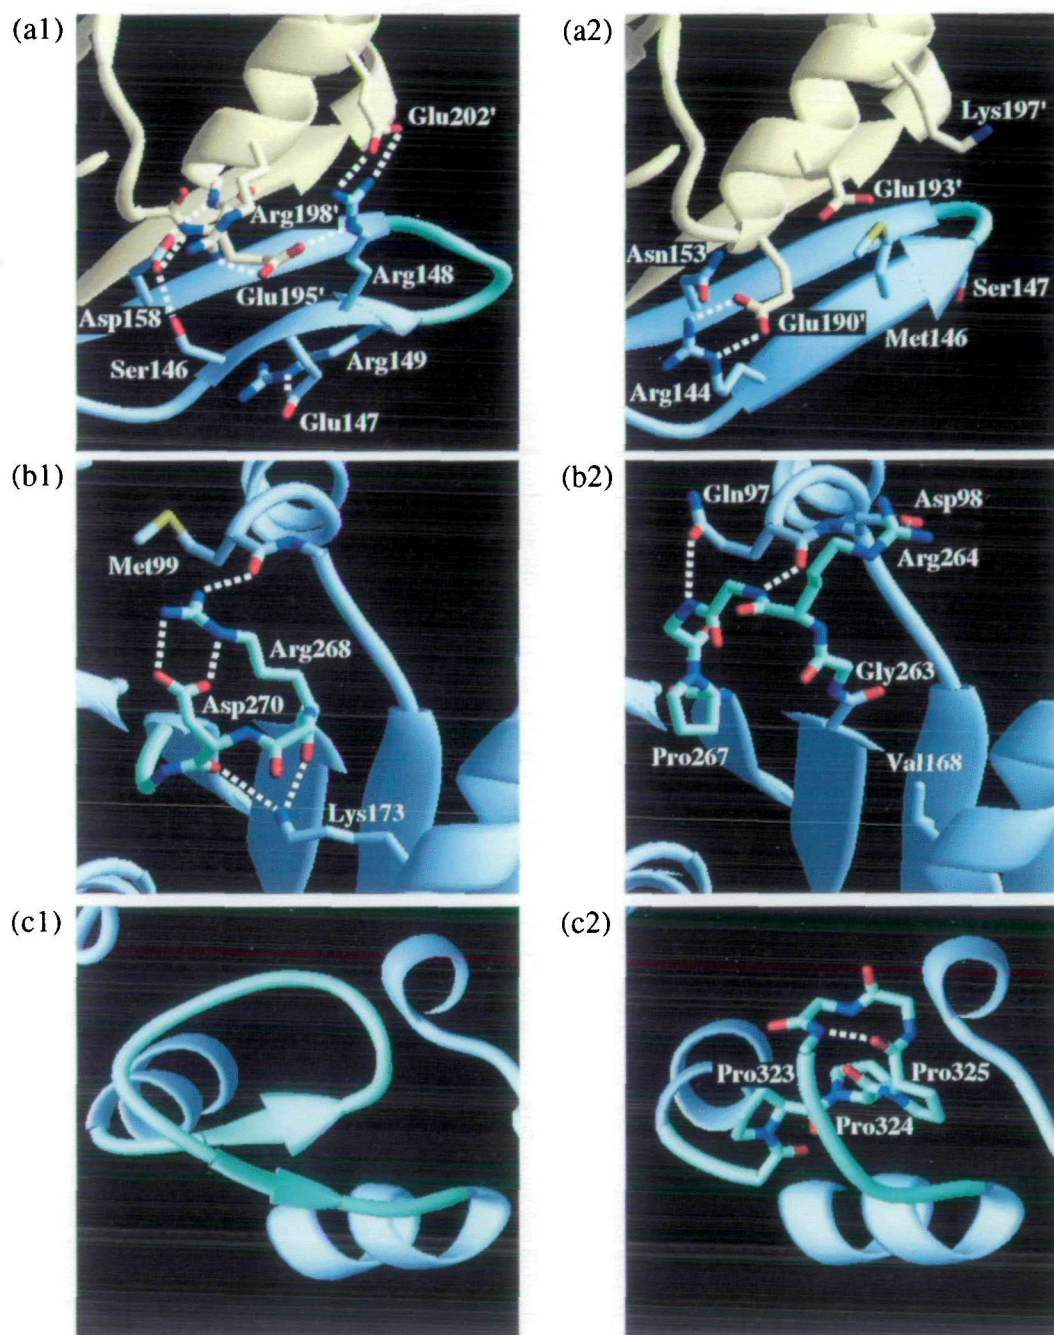 (a1)
Glu202'
Arg198'
Glu195'
Arg148
Asp158
Ser146
Arg149
Glu147
(a2)
Lys197'
Glu193'
Asn153
Ser147
Glu190'
Met146
Arg144
(b1)
Met99
Arg268
Asp270
Lys173
(b2)
Gln97
Asp98
Arg264
Gly263
Pro267
Val168
(c1)
(c2)
Pro323
Pro325
Pro324